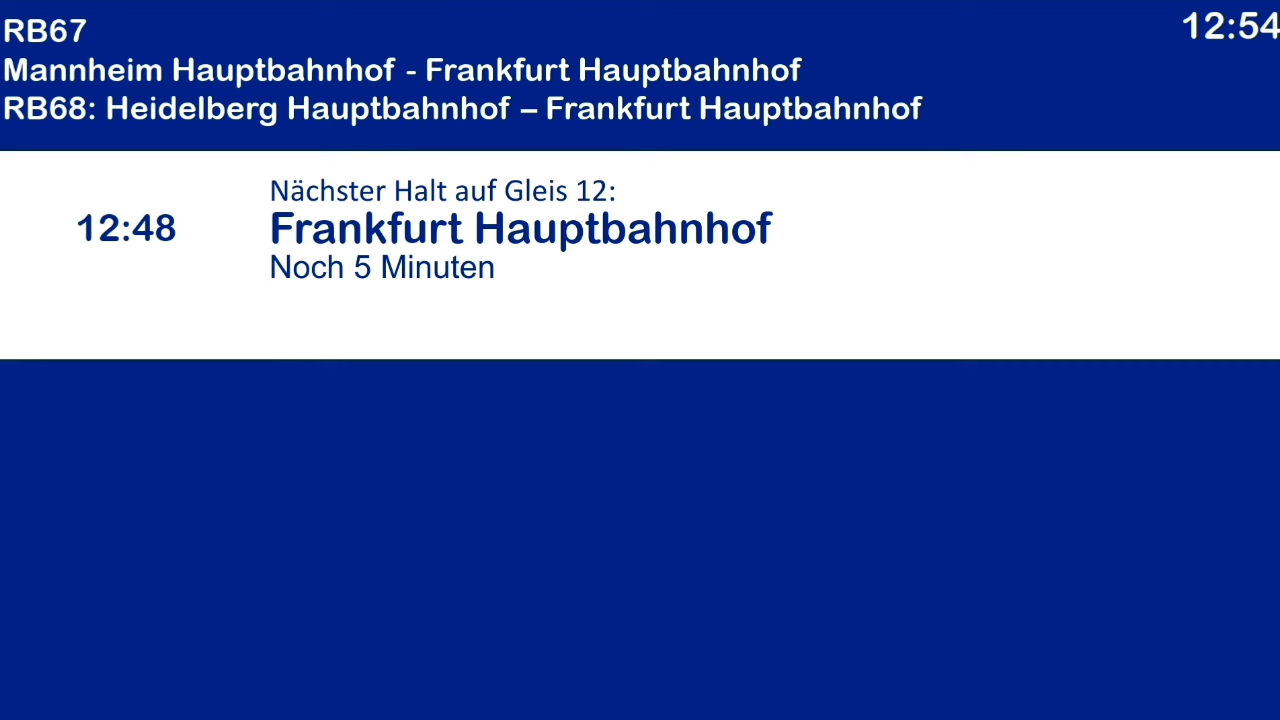 RB67
12:54
Mannheim Hauptbahnhof - Frankfurt Hauptbahnhof
RB68: Heidelberg Hauptbahnhof – Frankfurt Hauptbahnhof
Nächster Halt auf Gleis 12:
12:48
Frankfurt Hauptbahnhof
Noch 5 Minuten